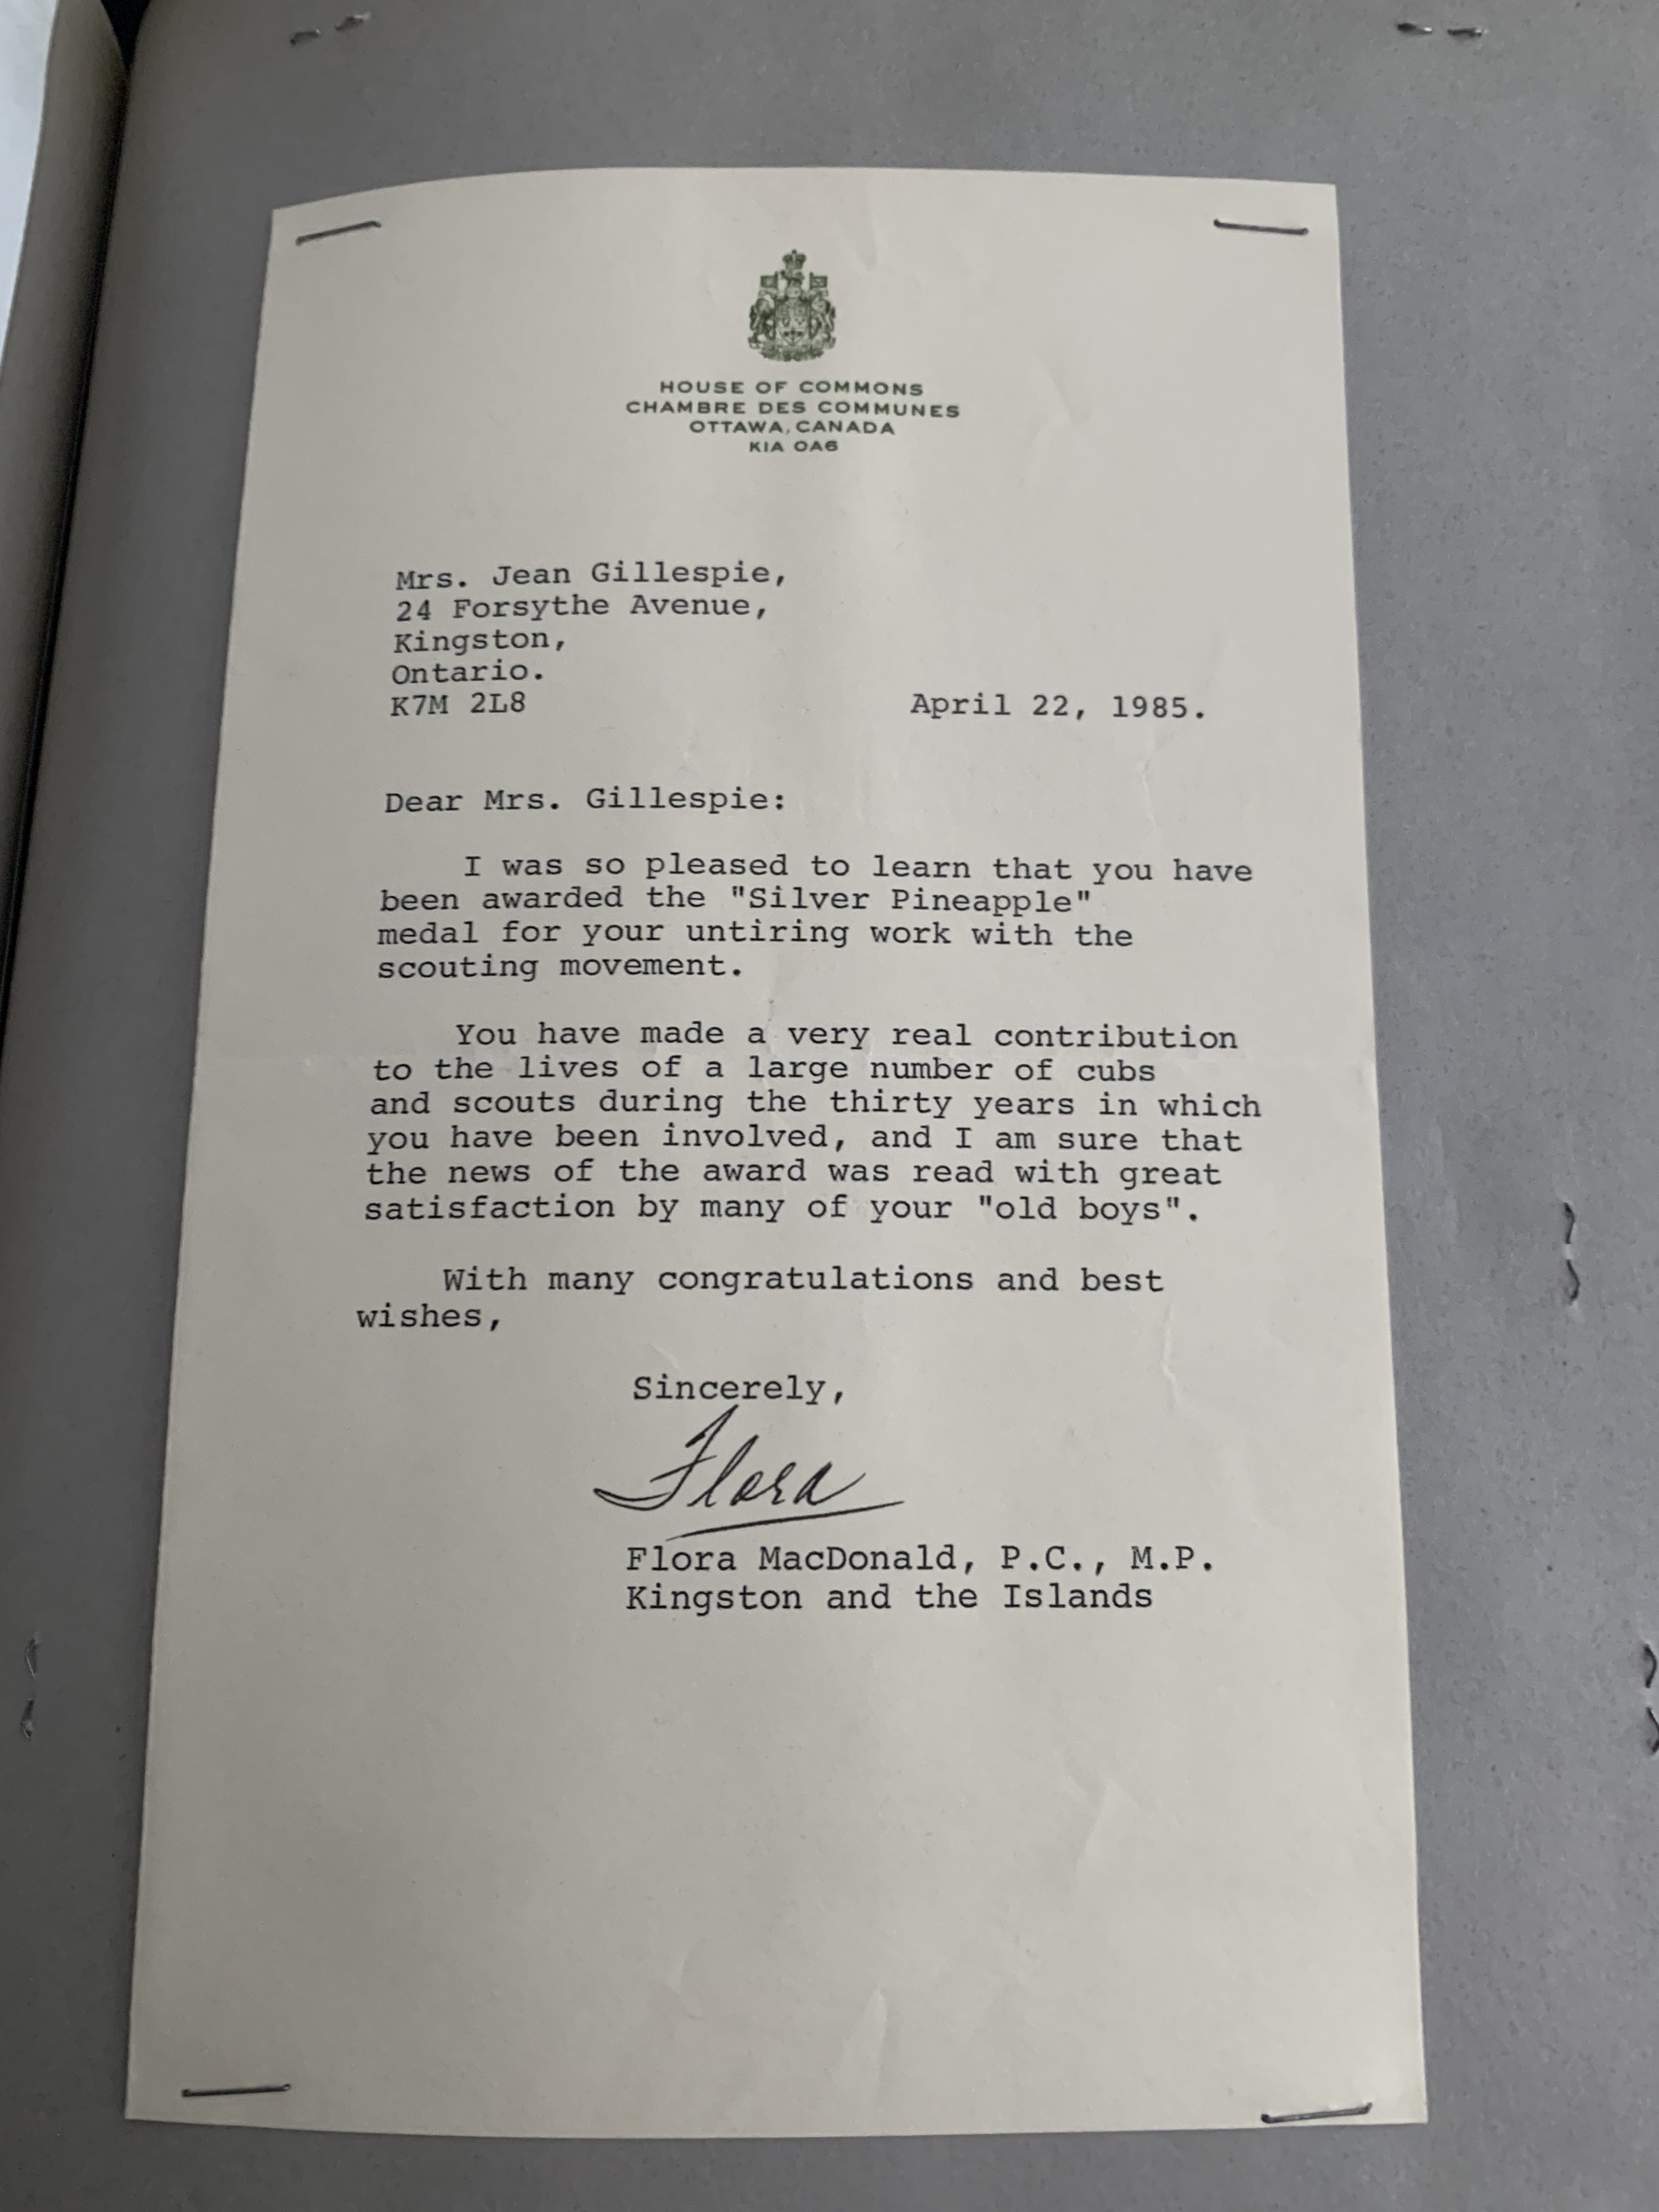 HOUSE OF COMMONS
CHAMBRE DES COMMUNES
OTTAWA, CANADA
KIA OA6
Mrs. Jean Gillespie,
24 Forsythe Avenue,
Kingston,
Ontario.
K7M 2L8
April 22, 1985.
Dear Mrs. Gillespie:
I was so pleased to learn that you have
been awarded the "Silver Pineapple"
medal for your untiring work with the
scouting movement.
You have made a very real contribution
to the lives of a large number of cubs
and scouts during the thirty years in which
you have been involved, and I am sure that
the news of the award was read with great
satisfaction by many of your "old boys".
With many congratulations and best
wishes,
Sincerely,
Flora
Flora MacDonald, P.C., M.P.
Kingston and the Islands